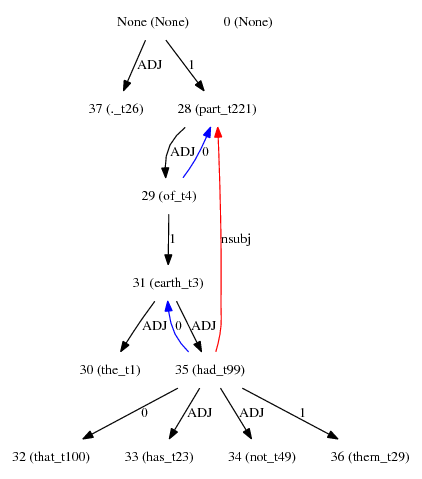 None (None) 0 (None)
ADJ 1
37 (._t26) 28 (part_t221)
ADJ 0
29 (of_t4)
1 nsubj
31 (earth_t3)
ADJ 0 ADJ
30 (the_t1) 35 (had_t99)
0 ADJ ADJ 1
32 (that_t100) 33 (has_t23) 34 (not_t49) 36 (them_t29)